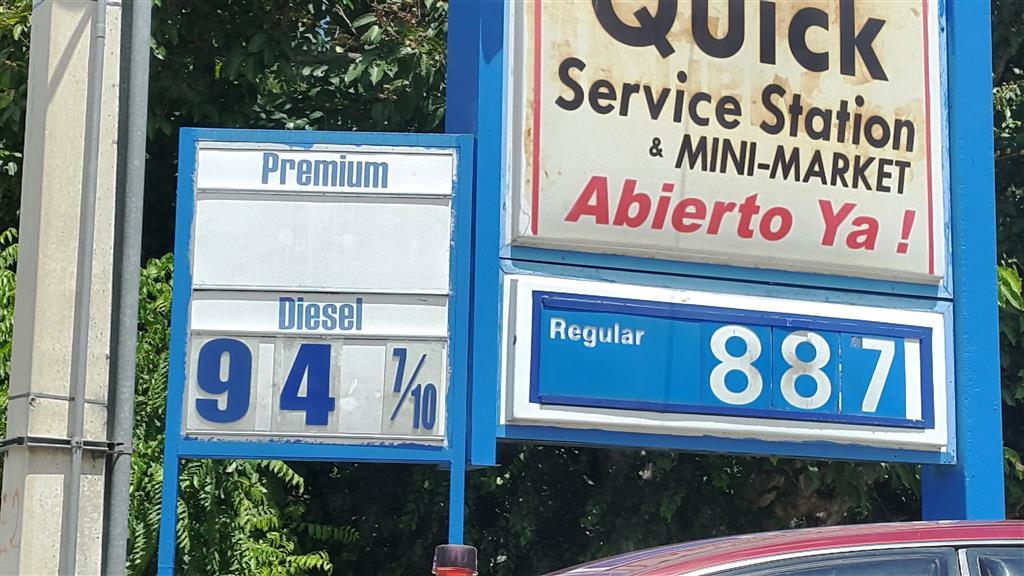 Quick
Service Station
& MINI-MARKET
Abierto Ya !
Premium
Diesel
94 7/10
Regular 887